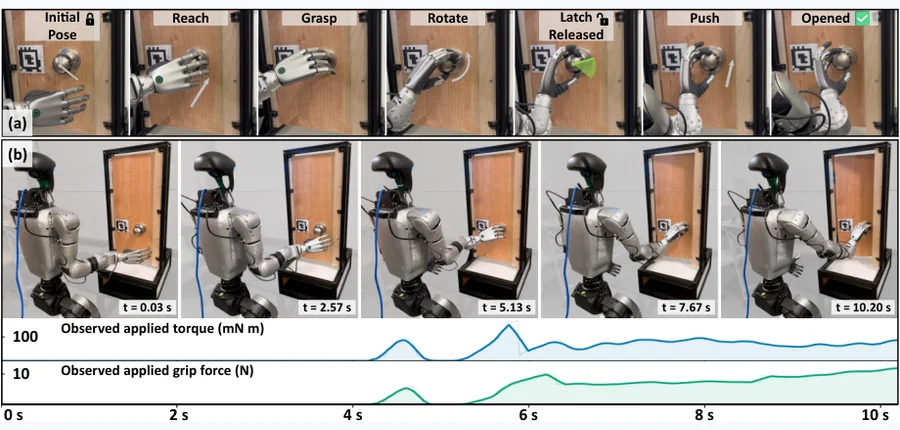 Initial
Pose
Reach
Grasp
Rotate
Latch
Released
Push
Opened
(a)
(b)
t = 0.03 s
t = 2.57 s
t = 5.13 s
t = 7.67 s
t = 10.20 s
Observed applied torque (mN m)
100
Observed applied grip force (N)
10
0 s
2 s
4 s
6 s
8 s
10 s